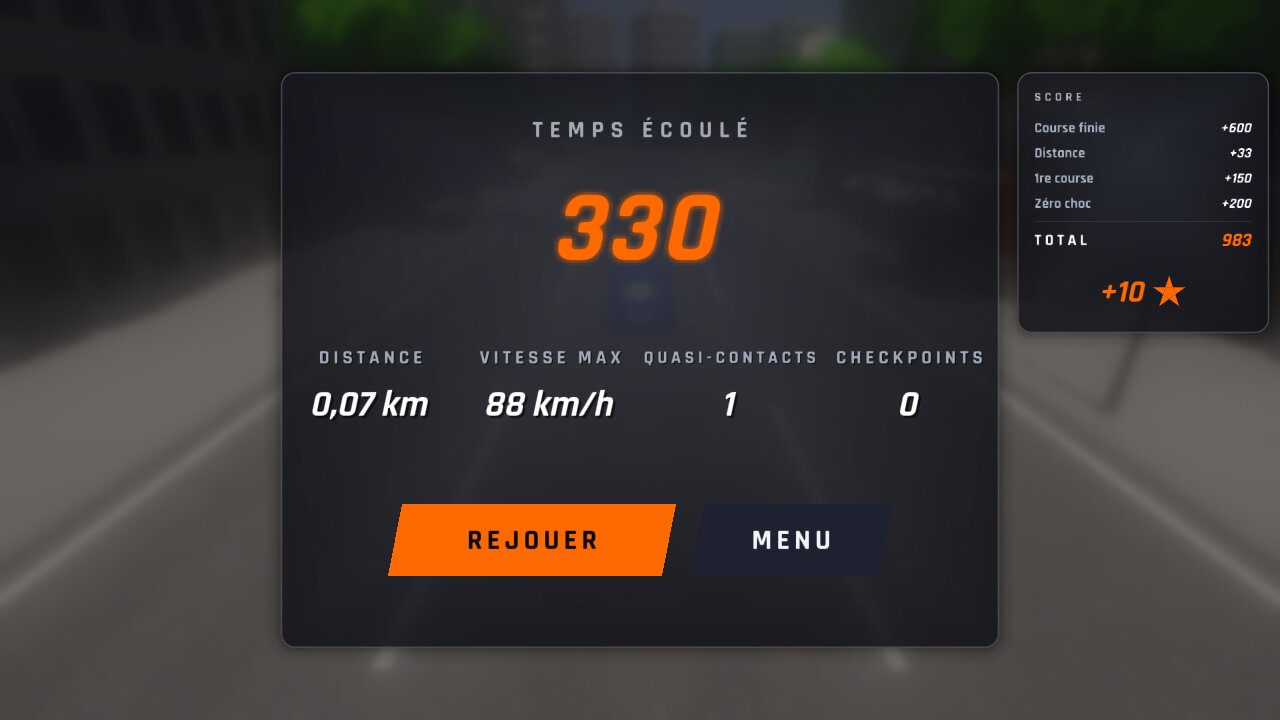 TEMPS ÉCOULÉ
330
DISTANCE VITESSE MAX QUASI-CONTACTS CHECKPOINTS
0,07 km 88 km/h 1 0
REJOUER MENU
SCORE
Course finie +600
Distance +33
1re course +150
Zéro choc +200
TOTAL 983
+10